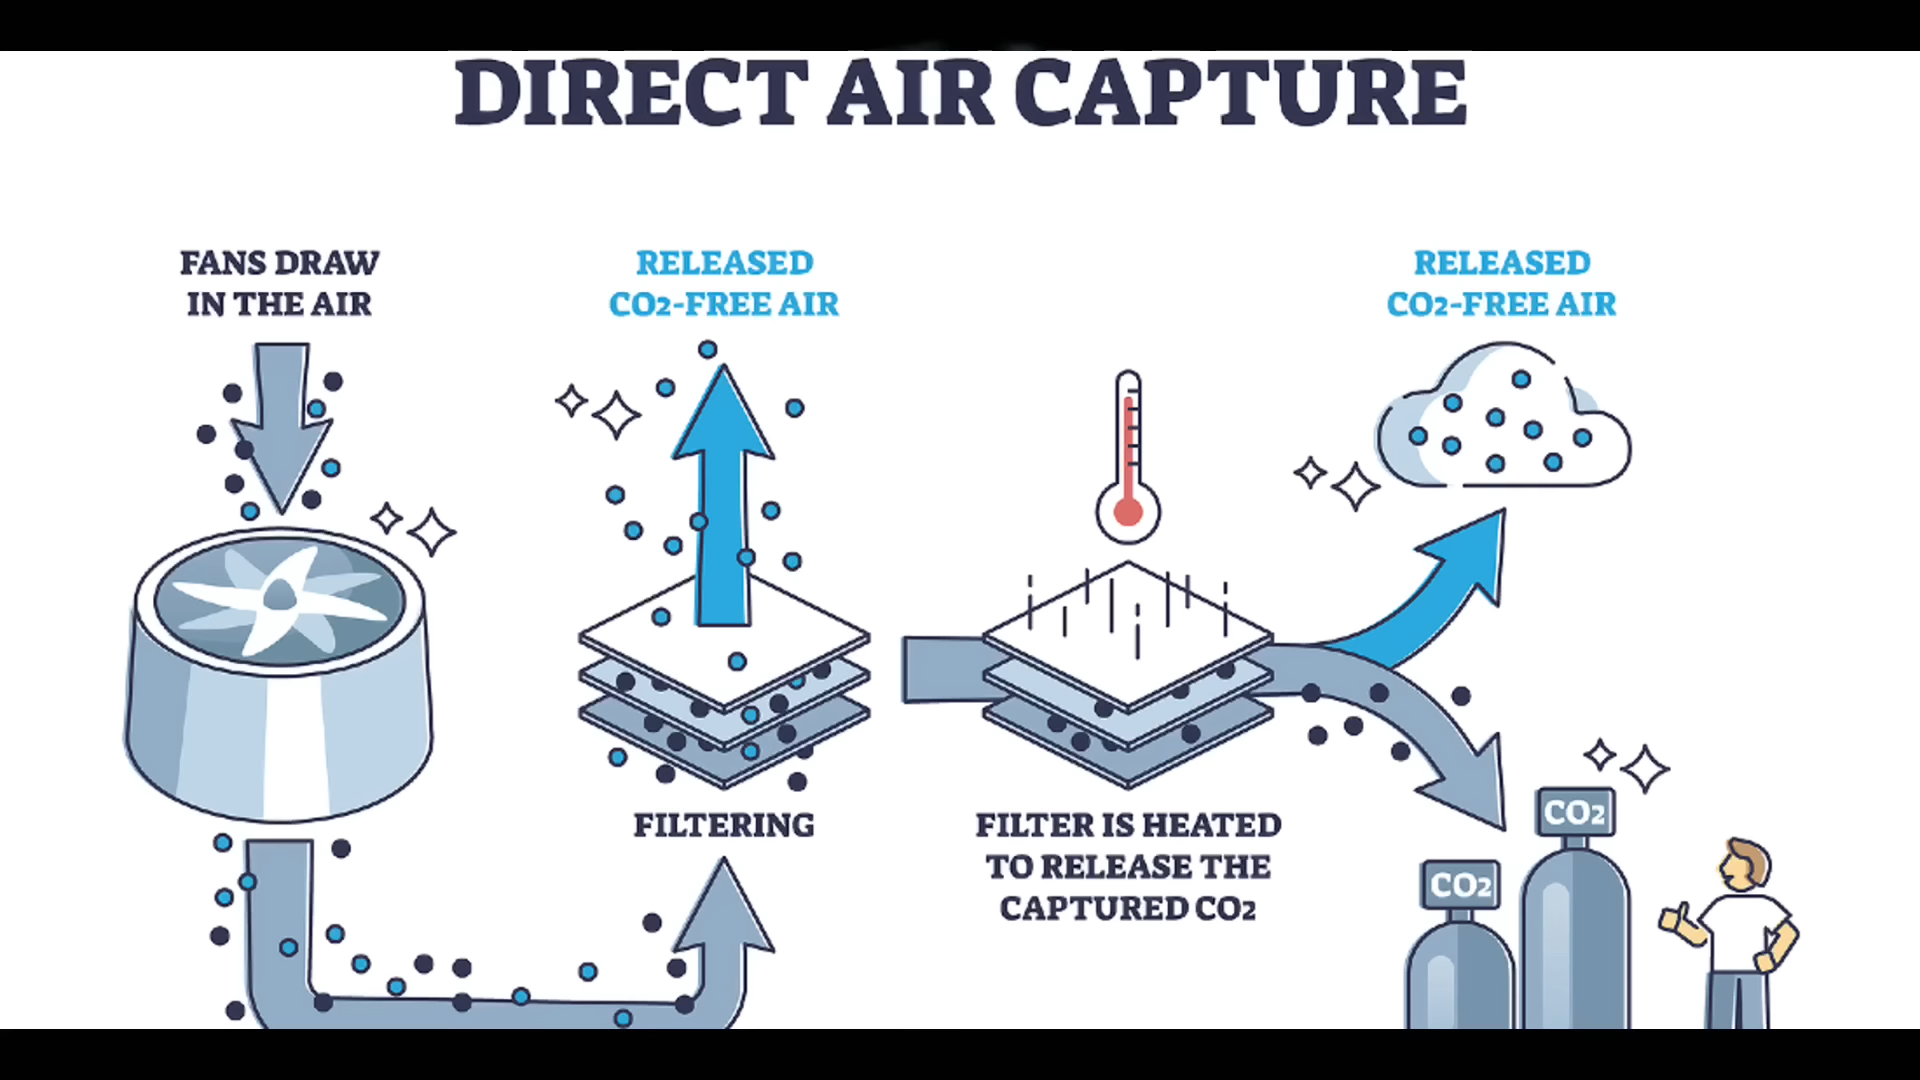 DIRECT AIR CAPTURE
FANS DRAW
IN THE AIR
RELEASED
CO2-FREE AIR
RELEASED
CO2-FREE AIR
FILTERING
FILTER IS HEATED
TO RELEASE THE
CAPTURED CO2
CO2
CO2